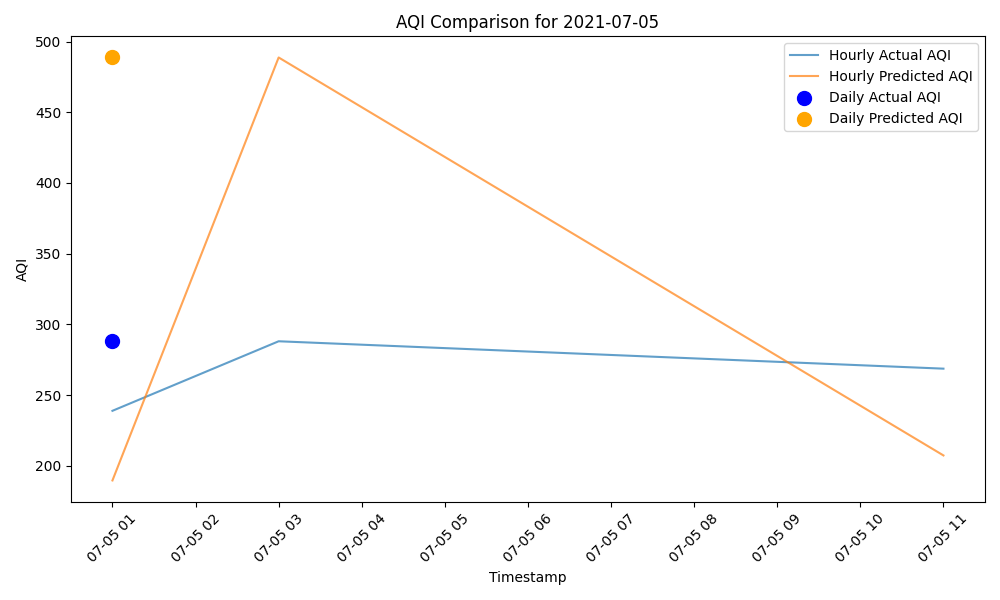 AQI Comparison for 2021-07-05
500
450
400
350
300
250
200
AQI
Hourly Actual AQI
Hourly Predicted AQI
Daily Actual AQI
Daily Predicted AQI
07-05 01
07-05 02
07-05 03
07-05 04
07-05 05
07-05 06
07-05 07
07-05 08
07-05 09
07-05 10
07-05 11
Timestamp